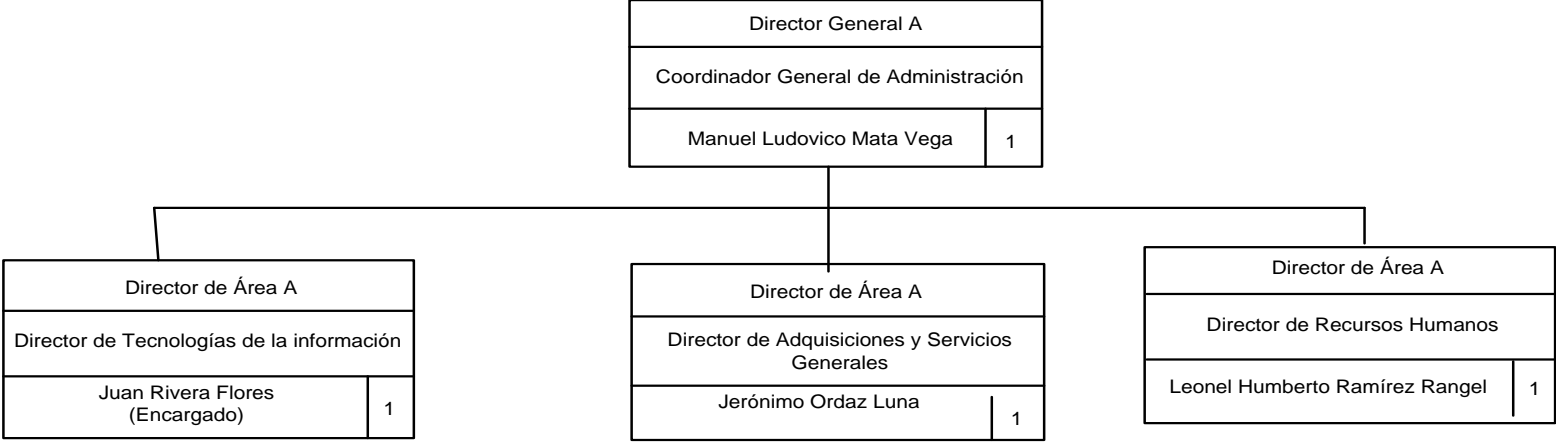 Director General A
Coordinador General de Administración
Manuel Ludovico Mata Vega
1
Director de Área A
Director de Tecnologías de la información
Juan Rivera Flores
(Encargado)
1
Director de Área A
Director de Adquisiciones y Servicios
Generales
Jerónimo Ordaz Luna
1
Director de Área A
Director de Recursos Humanos
Leonel Humberto Ramírez Rangel
1